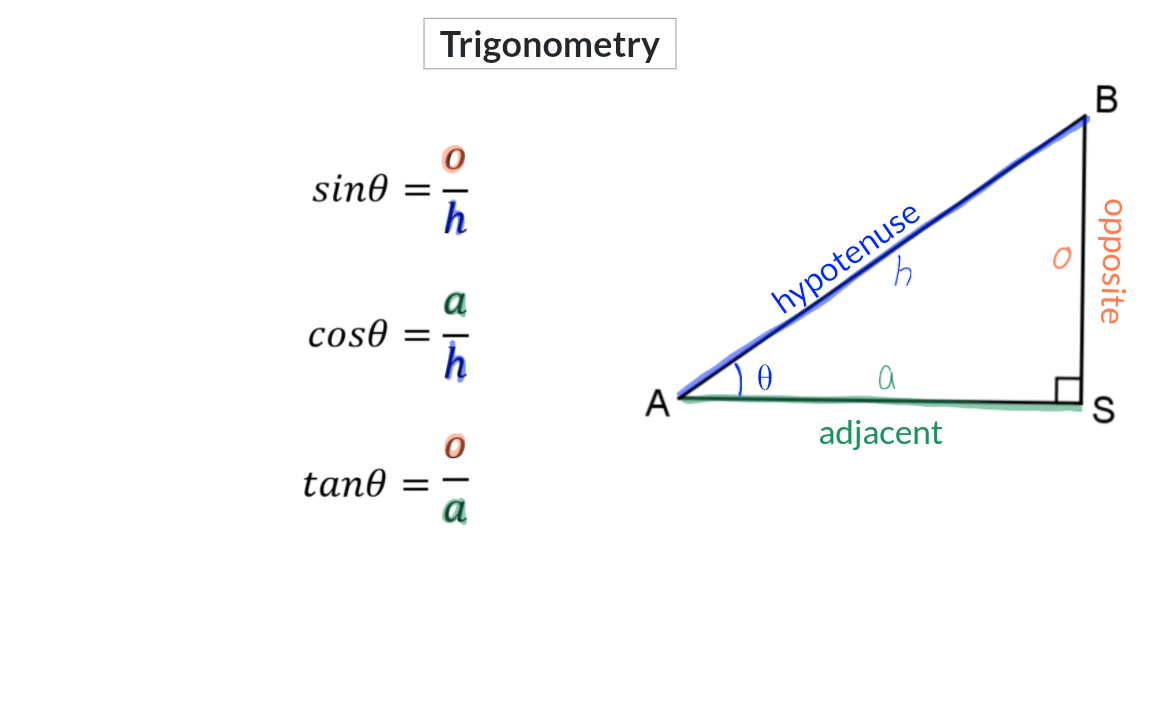 Trigonometry
sinθ = o/h
cosθ = a/h
tanθ = o/a
B
hypotenuse
h
o
opposite
A
θ
a
S
adjacent